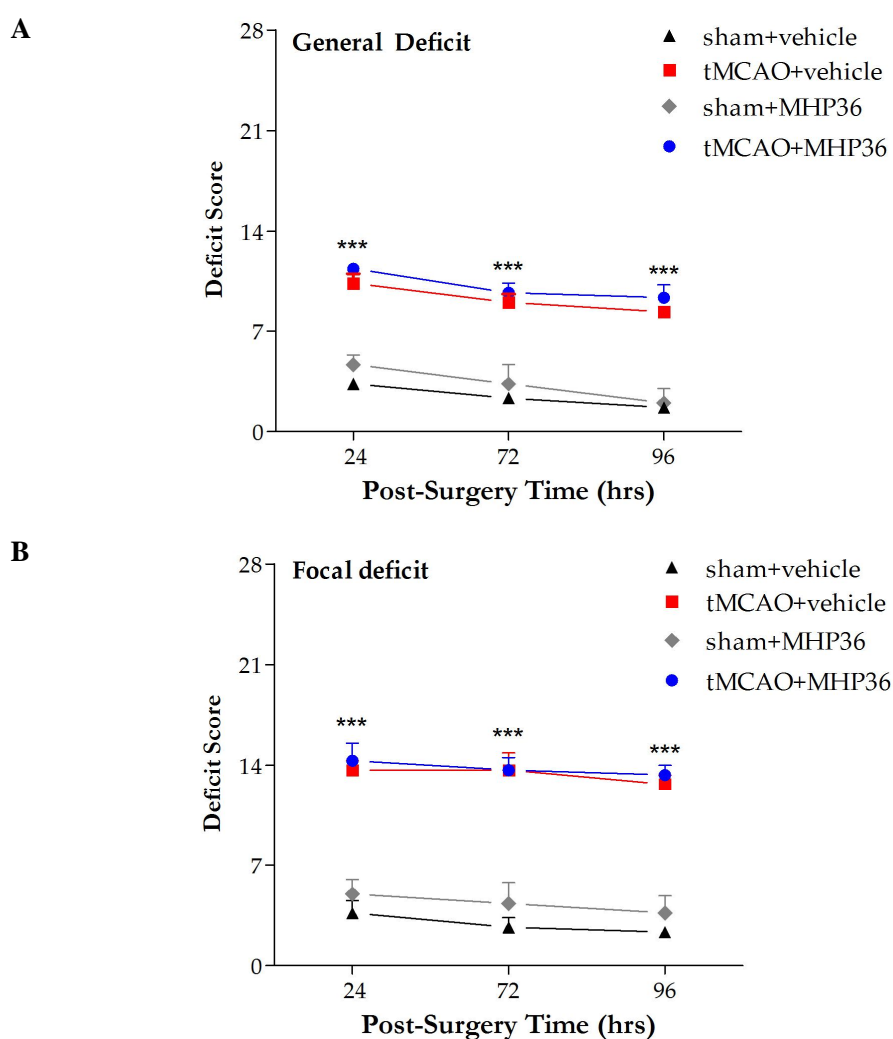 A
28
General Deficit
sham+vehicle
tMCAO+vehicle
sham+MHP36
tMCAO+MHP36
21
14
7
0
Deficit Score
***
***
***
24
72
96
Post-Surgery Time (hrs)
B
28
Focal deficit
sham+vehicle
tMCAO+vehicle
sham+MHP36
tMCAO+MHP36
21
14
7
0
Deficit Score
***
***
***
24
72
96
Post-Surgery Time (hrs)